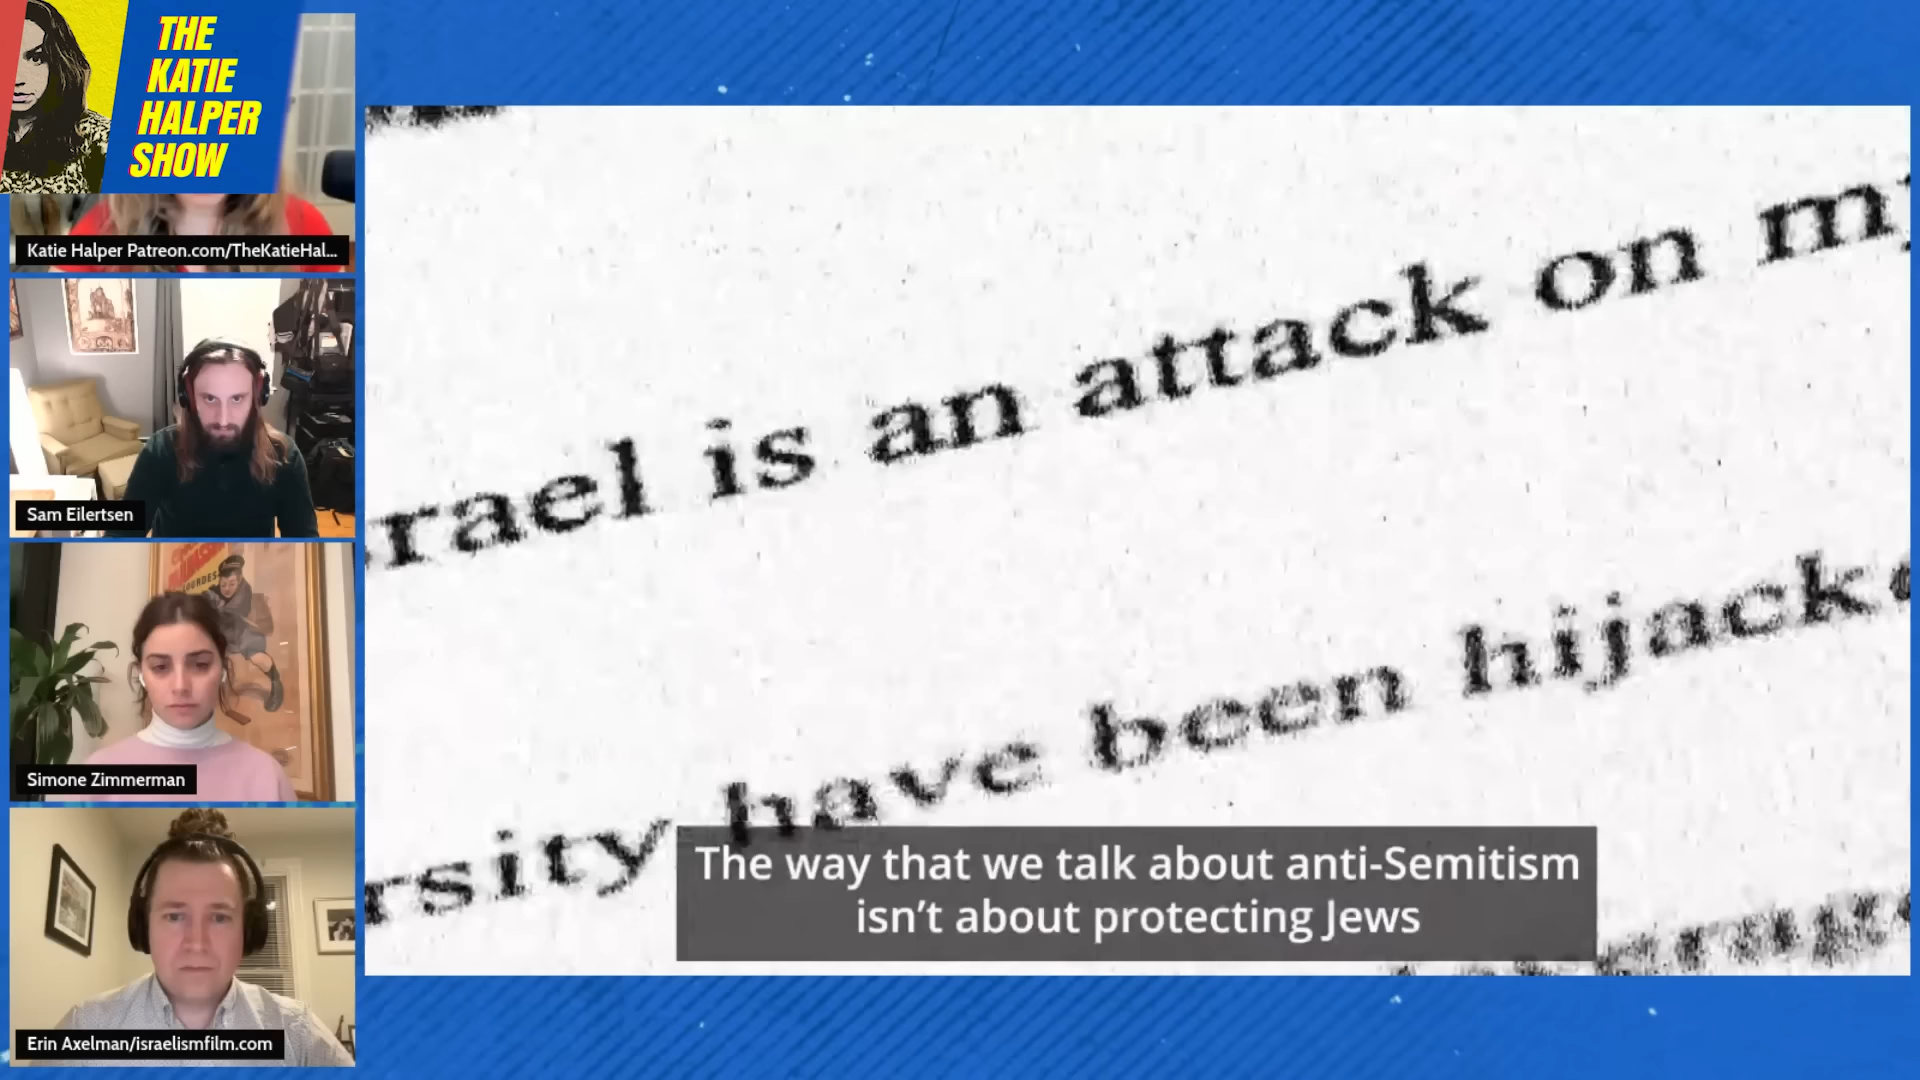 THE
KATIE
HALPER
SHOW
Katie Halper Patreon.com/TheKatieHal...
Sam Eilertsen
Simone Zimmerman
Erin Axelman/israelismfilm.com
rael is an attack on my
rsity have been hijack
The way that we talk about anti-Semitism
isn't about protecting Jews